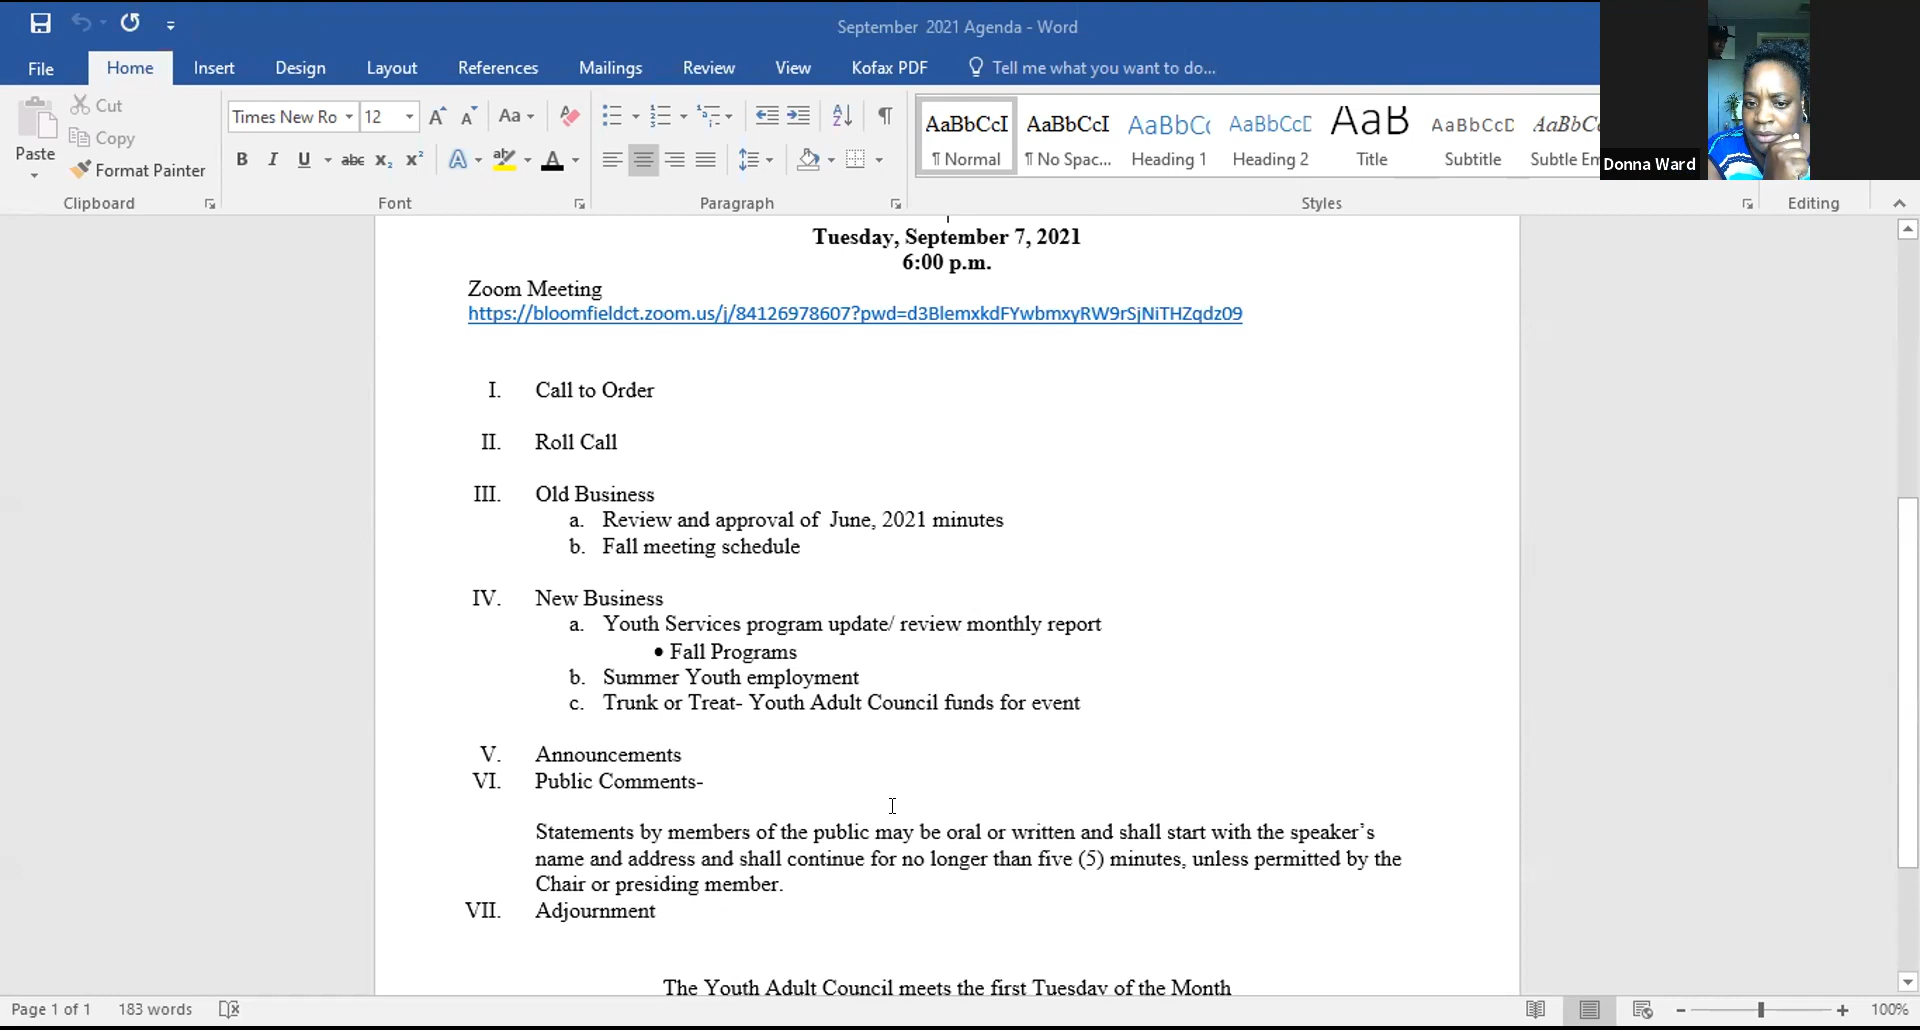 September 2021 Agenda - Word
File Home Insert Design Layout References Mailings Review View Kofax PDF Tell me what you want to do...
Cut
Copy
Paste
Format Painter
Clipboard
Times New Ro 12
Font
Paragraph
AaBbCcI AaBbCcI AaBbCc AaBbCcD AaB AaBbCcD AaBbCc
¶ Normal ¶ No Spac... Heading 1 Heading 2 Title Subtitle Subtle Em
Styles
Editing
Donna Ward
Tuesday, September 7, 2021
6:00 p.m.
Zoom Meeting
https://bloomfieldct.zoom.us/j/84126978607?pwd=d3BlemxkdFYwbmxyRW9rSjNiTHZqdz09
I. Call to Order
II. Roll Call
III. Old Business
a. Review and approval of June, 2021 minutes
b. Fall meeting schedule
IV. New Business
a. Youth Services program update/ review monthly report
• Fall Programs
b. Summer Youth employment
c. Trunk or Treat- Youth Adult Council funds for event
V. Announcements
VI. Public Comments-
Statements by members of the public may be oral or written and shall start with the speaker's
name and address and shall continue for no longer than five (5) minutes, unless permitted by the
Chair or presiding member.
VII. Adjournment
The Youth Adult Council meets the first Tuesday of the Month
Page 1 of 1 183 words 100%